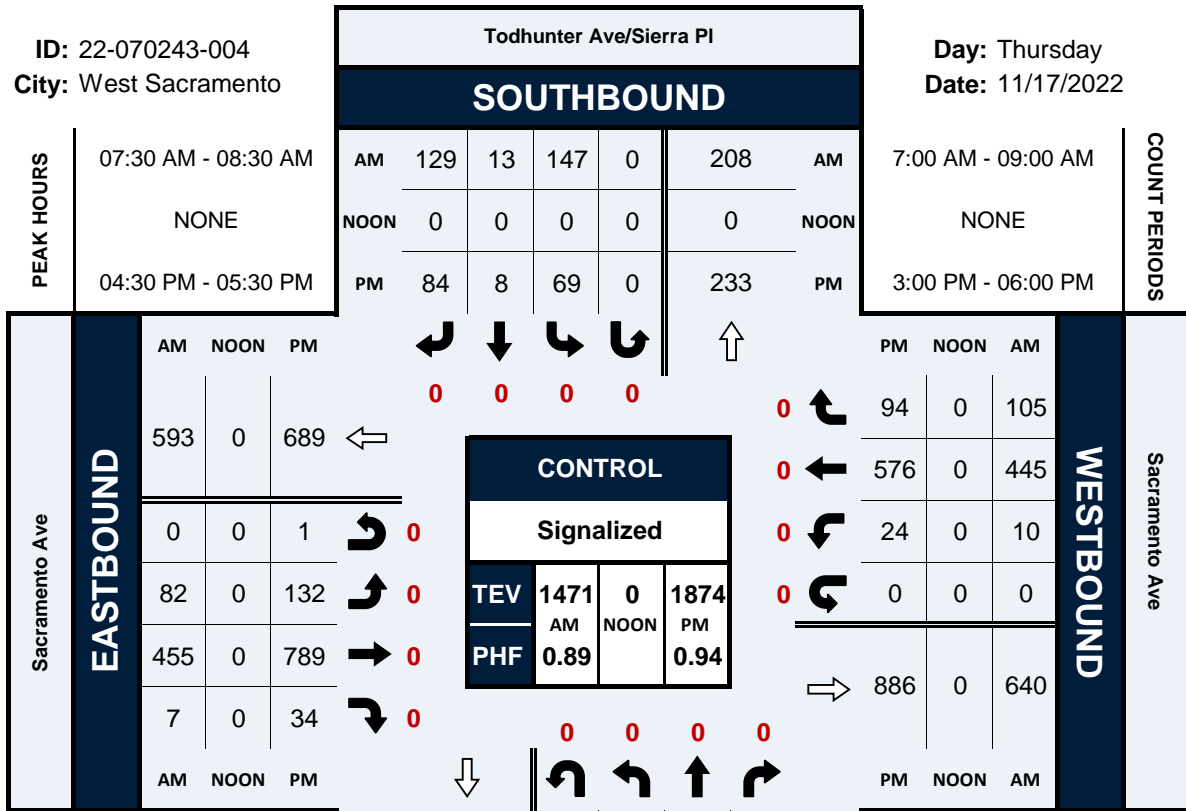 ID: 22-070243-004
City: West Sacramento
Todhunter Ave/Sierra Pl
SOUTHBOUND
Day: Thursday
Date: 11/17/2022
PEAK HOURS
07:30 AM - 08:30 AM
NONE
04:30 PM - 05:30 PM
AM 129 13 147 0 208 AM
NOON 0 0 0 0 0 NOON
PM 84 8 69 0 233 PM
7:00 AM - 09:00 AM
NONE
3:00 PM - 06:00 PM
COUNT PERIODS
0 0 0 0
Sacramento Ave
EASTBOUND
AM NOON PM
593 0 689
0 0 1 0
82 0 132 0
455 0 789 0
7 0 34 0
AM NOON PM
CONTROL
Signalized
TEV 1471 0 1874
AM NOON PM
PHF 0.89 0.94
PM NOON AM
0 94 0 105
0 576 0 445
0 24 0 10
0 0 0 0
886 0 640
PM NOON AM
WESTBOUND
Sacramento Ave
0 0 0 0